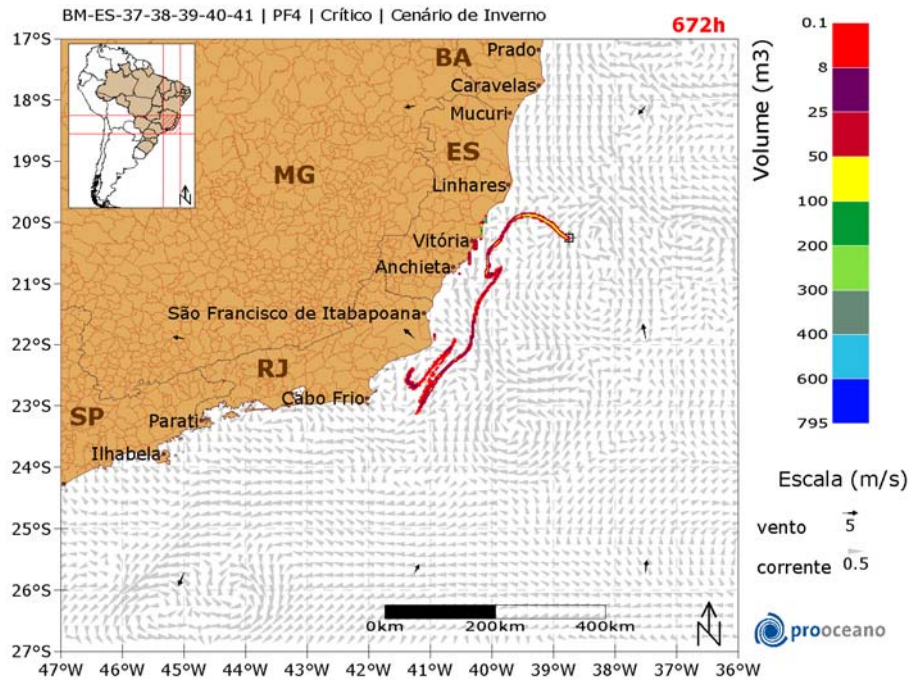 BM-ES-37-38-39-40-41 | PF4 | Crítico | Cenário de Inverno
672h
17°S
18°S
19°S
20°S
21°S
22°S
23°S
24°S
25°S
26°S
27°S
47°W
46°W
45°W
44°W
43°W
42°W
41°W
40°W
39°W
38°W
37°W
36°W
BA
Prado
Caravelas
Mucuri
ES
MG
Linhares
Vitória
Anchieta
São Francisco de Itabapoana
RJ
Cabo Frio
SP
Parati
Ilhabela
N
0km
200km
400km
N
Volume (m3)
0.1
8
25
50
100
200
300
400
600
795
Escala (m/s)
vento
5
corrente
0.5
prooceano